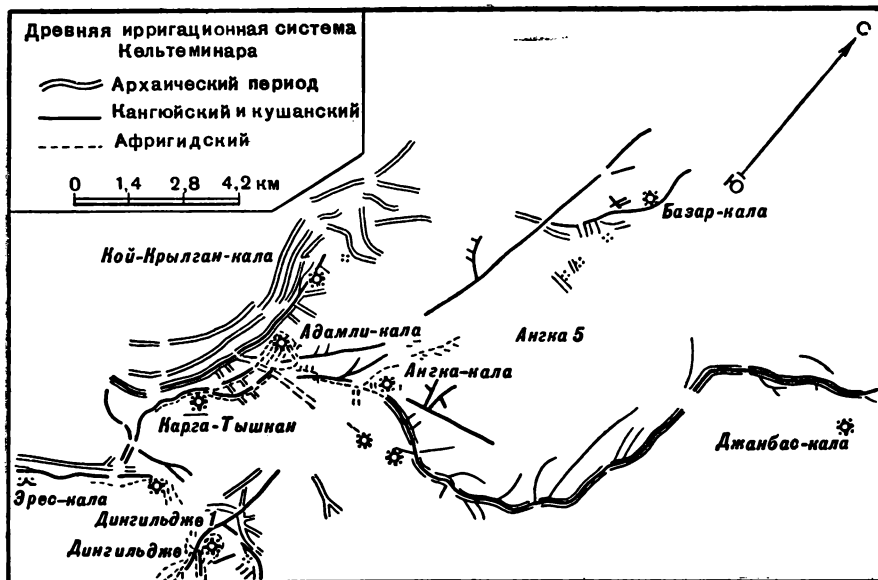 Древняя ирригационная система
Кельтеминара
Архаический период
Кангюйский и кушанский
Афригидский
0 1,4 2,8 4,2 км
С
Ю
Базар-кала
Кой-Крылган-кала
Адамли-кала
Ангка 5
Ангка-кала
Карга-Тышкан
Джанбас-кала
Эрес-кала
Дингильдже 1
Дингильдже